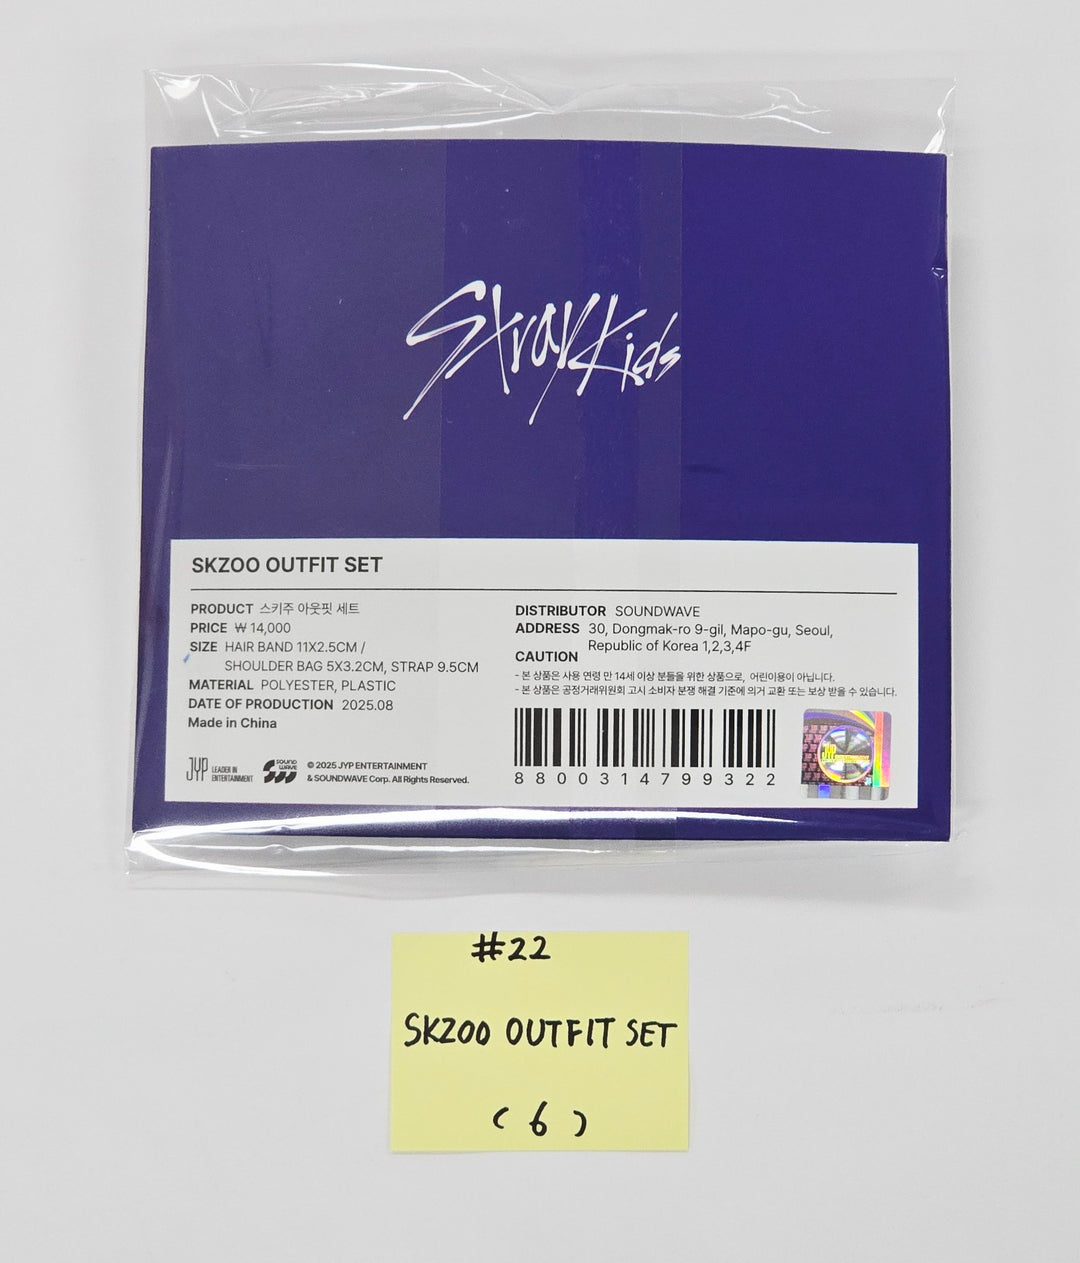 Stray Kids
SKZOO OUTFIT SET
PRODUCT 스키주 아웃핏 세트
PRICE ₩ 14,000
SIZE HAIR BAND 11X2.5CM /
SHOULDER BAG 5X3.2CM, STRAP 9.5CM
MATERIAL POLYESTER, PLASTIC
DATE OF PRODUCTION 2025.08
Made in China
JYP LEADER IN
ENTERTAINMENT
SOUND
WAVE
© 2025 JYP ENTERTAINMENT
& SOUNDWAVE Corp. All Rights Reserved.
DISTRIBUTOR SOUNDWAVE
ADDRESS 30, Dongmak-ro 9-gil, Mapo-gu, Seoul,
Republic of Korea 1,2,3,4F
CAUTION
- 본 상품은 사용 연령 만 14세 이상 분들을 위한 상품으로, 어린이용이 아닙니다.
- 본 상품은 공정거래위원회 고시 소비자 분쟁 해결 기준에 의거 교환 또는 보상 받을 수 있습니다.
8800314799322
JYP
#22
SKZOO OUTFIT SET
(6)